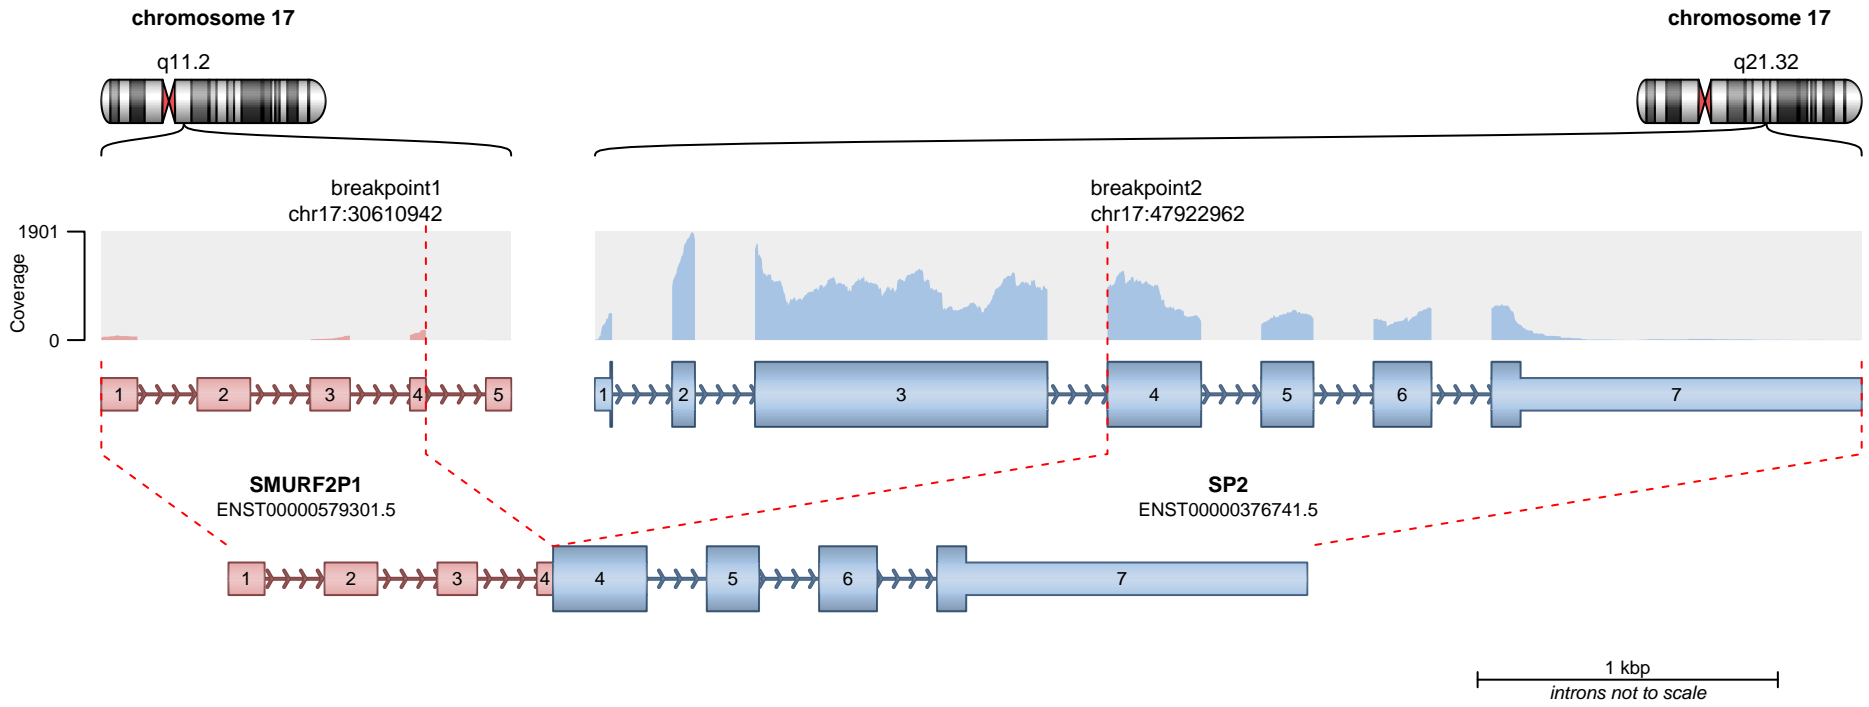 chromosome 17
chromosome 17
q11.2
q21.32
breakpoint1
chr17:30610942
breakpoint2
chr17:47922962
1901
Coverage
0
1 2 3 4 5
1 2 3 4 5 6 7
SMURF2P1
ENST00000579301.5
SP2
ENST00000376741.5
1 2 3 4 4 5 6 7
1 kbp
introns not to scale